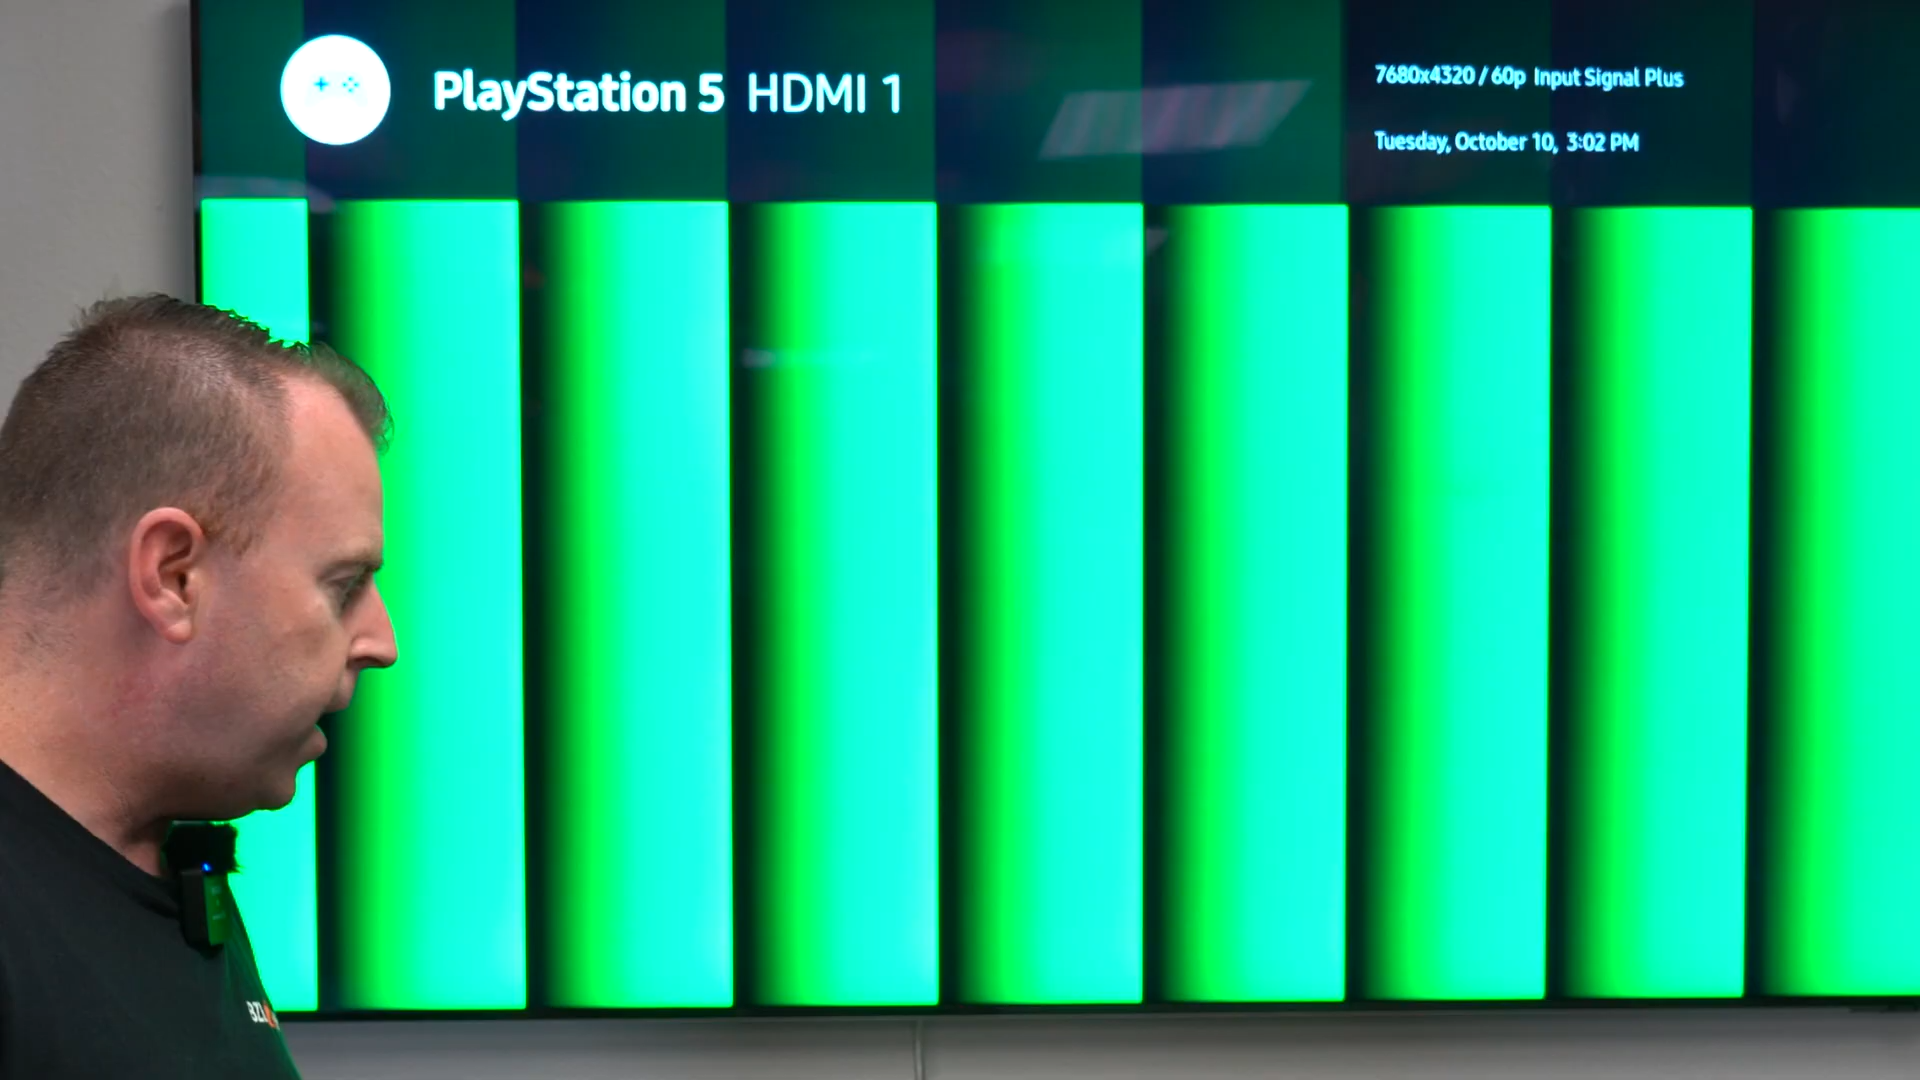 PlayStation 5 HDMI 1
7680x4320 / 60p Input Signal Plus
Tuesday, October 10, 3:02 PM